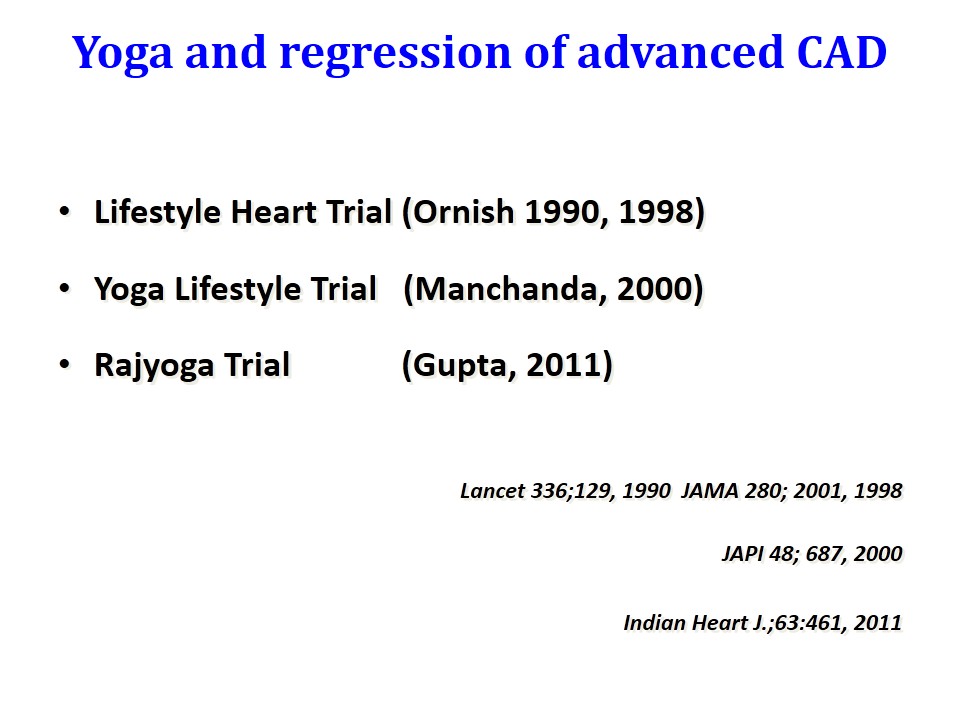 Yoga and regression of advanced CAD
• Lifestyle Heart Trial (Ornish 1990, 1998)
• Yoga Lifestyle Trial (Manchanda, 2000)
• Rajyoga Trial (Gupta, 2011)
Lancet 336;129, 1990 JAMA 280; 2001, 1998
JAPI 48; 687, 2000
Indian Heart J.;63:461, 2011